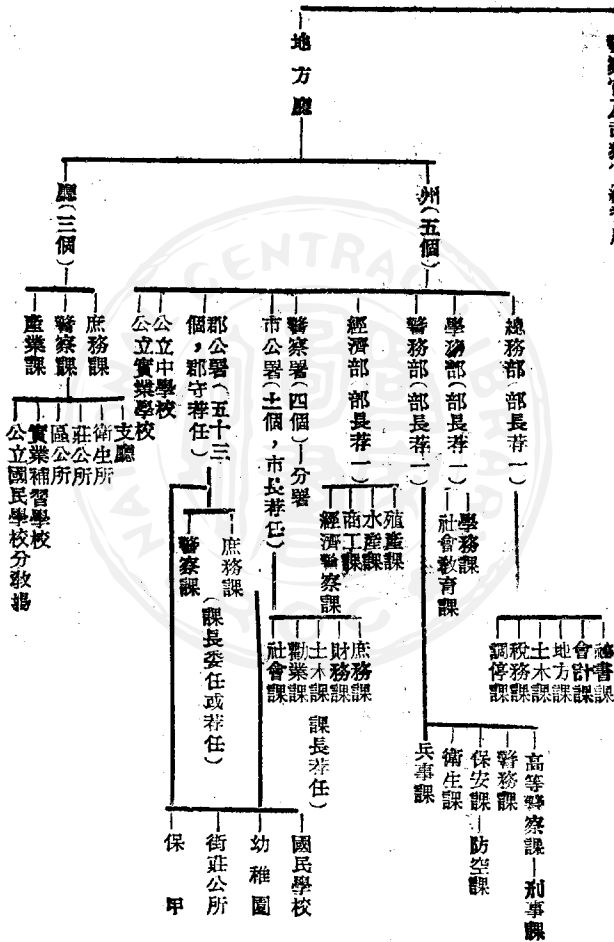 地方廳
州（五個）
總務部（部長荐一）
秘書課
會計課
地方課
土木課
稅務課
調停課
學務部（部長荐一）
學務課
社會教育課
警務部（部長荐一）
高等警察課—刑事課
警務課
保安課—防空課
衛生課
兵事課
經濟部（部長荐一）
殖產課
水產課
商工課
經濟警察課
警察署（四個）—分署
市公署（十一個，市長荐任）
庶務課
財務課
土木課
勸業課
社會課
（課長荐任）
郡公署（五十三個，郡守荐任）
庶務課
警察課
（課長委任或荐任）
國民學校
幼稚園
街莊公所
保甲
公立中學校
公立實業學校
廳（三個）
庶務課
警察課
產業課
支廳
衛生所
莊公所
區公所
實業補習學校
公立國民學校分教場
NATIONAL CENTRAL LIBRARY